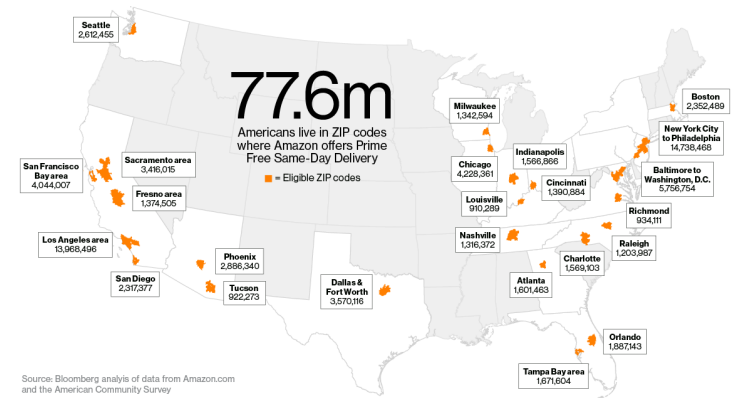 Seattle
2,612,455
77.6m
Americans live in ZIP codes
where Amazon offers Prime
Free Same-Day Delivery
= Eligible ZIP codes
Milwaukee
1,342,594
Boston
2,352,489
New York City
to Philadelphia
14,738,468
San Francisco
Bay area
4,044,007
Sacramento area
3,416,015
Fresno area
1,374,505
Chicago
4,228,361
Indianapolis
1,566,866
Cincinnati
1,390,884
Baltimore to
Washington, D.C.
5,756,754
Louisville
910,289
Richmond
934,111
Los Angeles area
13,968,496
Nashville
1,316,372
Raleigh
1,203,987
Charlotte
1,569,103
San Diego
2,317,377
Phoenix
2,886,340
Tucson
922,273
Dallas &
Fort Worth
3,570,116
Atlanta
1,601,463
Orlando
1,887,143
Tampa Bay area
1,671,604
Source: Bloomberg analyis of data from Amazon.com
and the American Community Survey